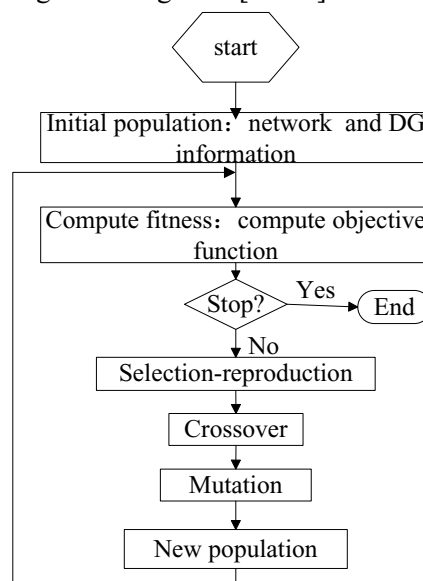 start
Initial population：network and DG
information
Compute fitness：compute objective
function
Stop?
Yes
End
No
Selection-reproduction
Crossover
Mutation
New population